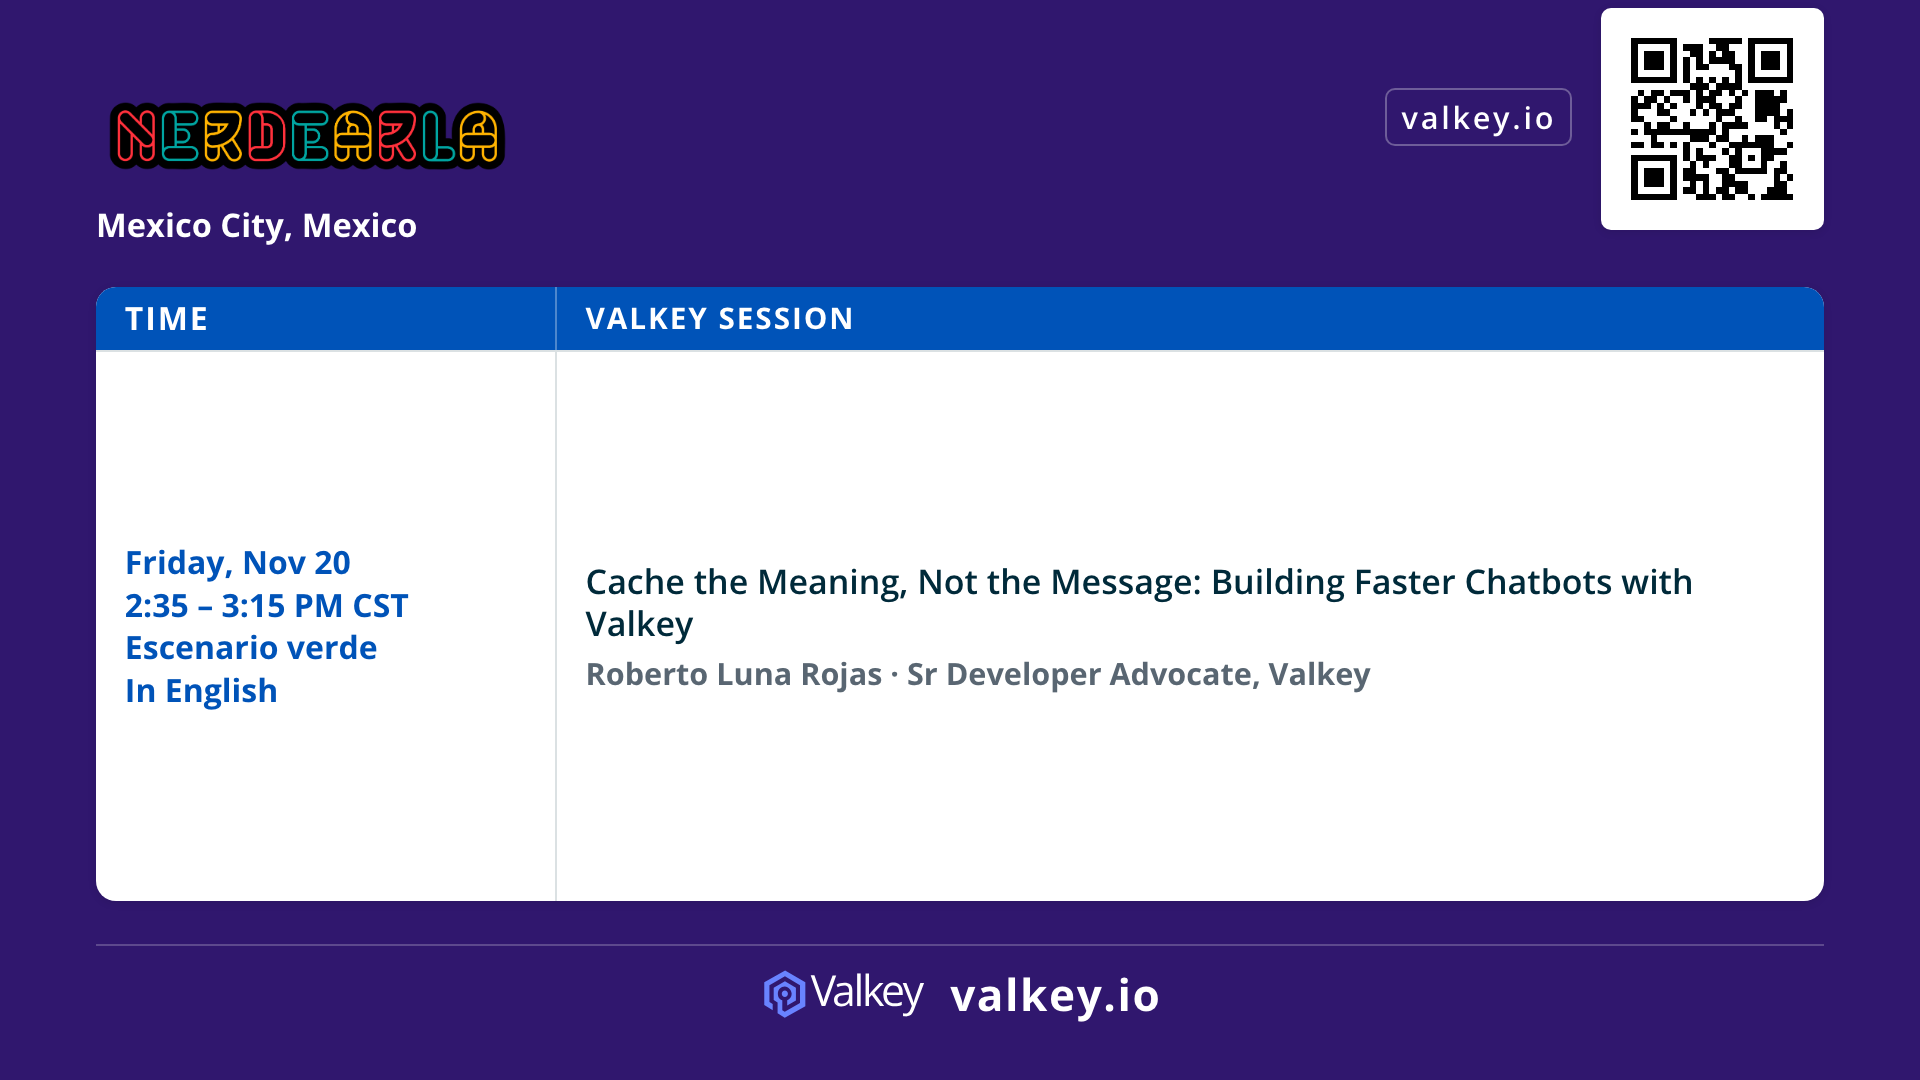 NERDEARLA
valkey.io
Mexico City, Mexico
TIME
VALKEY SESSION
Friday, Nov 20
2:35 – 3:15 PM CST
Escenario verde
In English
Cache the Meaning, Not the Message: Building Faster Chatbots with
Valkey
Roberto Luna Rojas · Sr Developer Advocate, Valkey
Valkey valkey.io